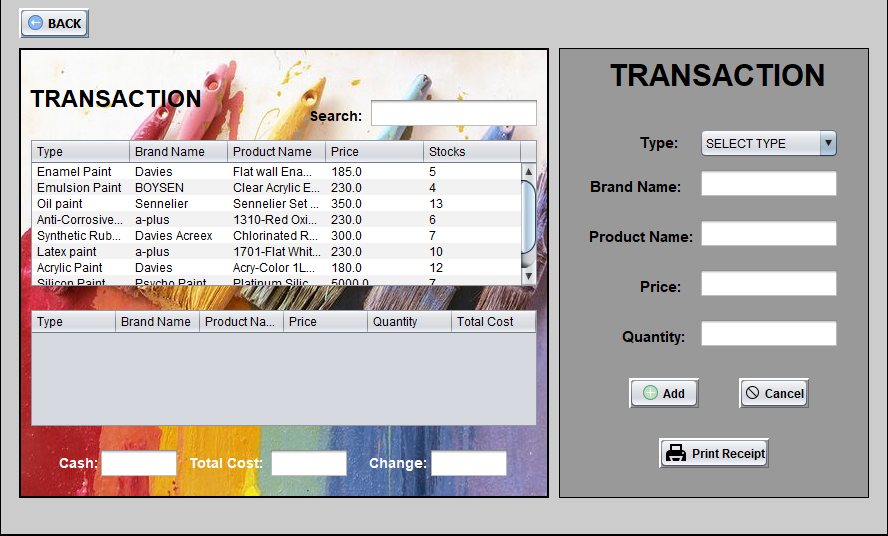 BACK
TRANSACTION
Search:
Type Brand Name Product Name Price Stocks
Enamel Paint Davies Flat wall Ena... 185.0 5
Emulsion Paint BOYSEN Clear Acrylic E... 230.0 4
Oil paint Sennelier Sennelier Set ... 350.0 13
Anti-Corrosive... a-plus 1310-Red Oxi... 230.0 6
Synthetic Rub... Davies Acreex Chlorinated R... 300.0 7
Latex paint a-plus 1701-Flat Whit... 230.0 10
Acrylic Paint Davies Acry-Color 1L... 180.0 12
Silicon Paint Psycho Paint Platinum Silic... 5000.0 7
Type Brand Name Product Na... Price Quantity Total Cost
Cash: Total Cost: Change:
TRANSACTION
Type: SELECT TYPE
Brand Name:
Product Name:
Price:
Quantity:
Add Cancel
Print Receipt